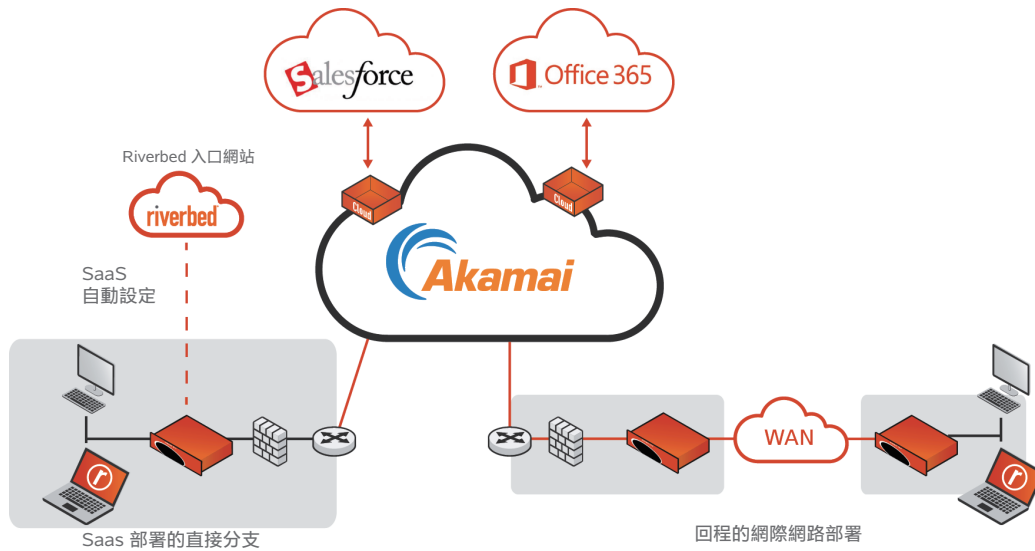 Salesforce
Office 365
Riverbed 入口網站
riverbed
Cloud
Cloud
Akamai
SaaS
自動設定
WAN
r
r
Saas 部署的直接分支
回程的網際網路部署